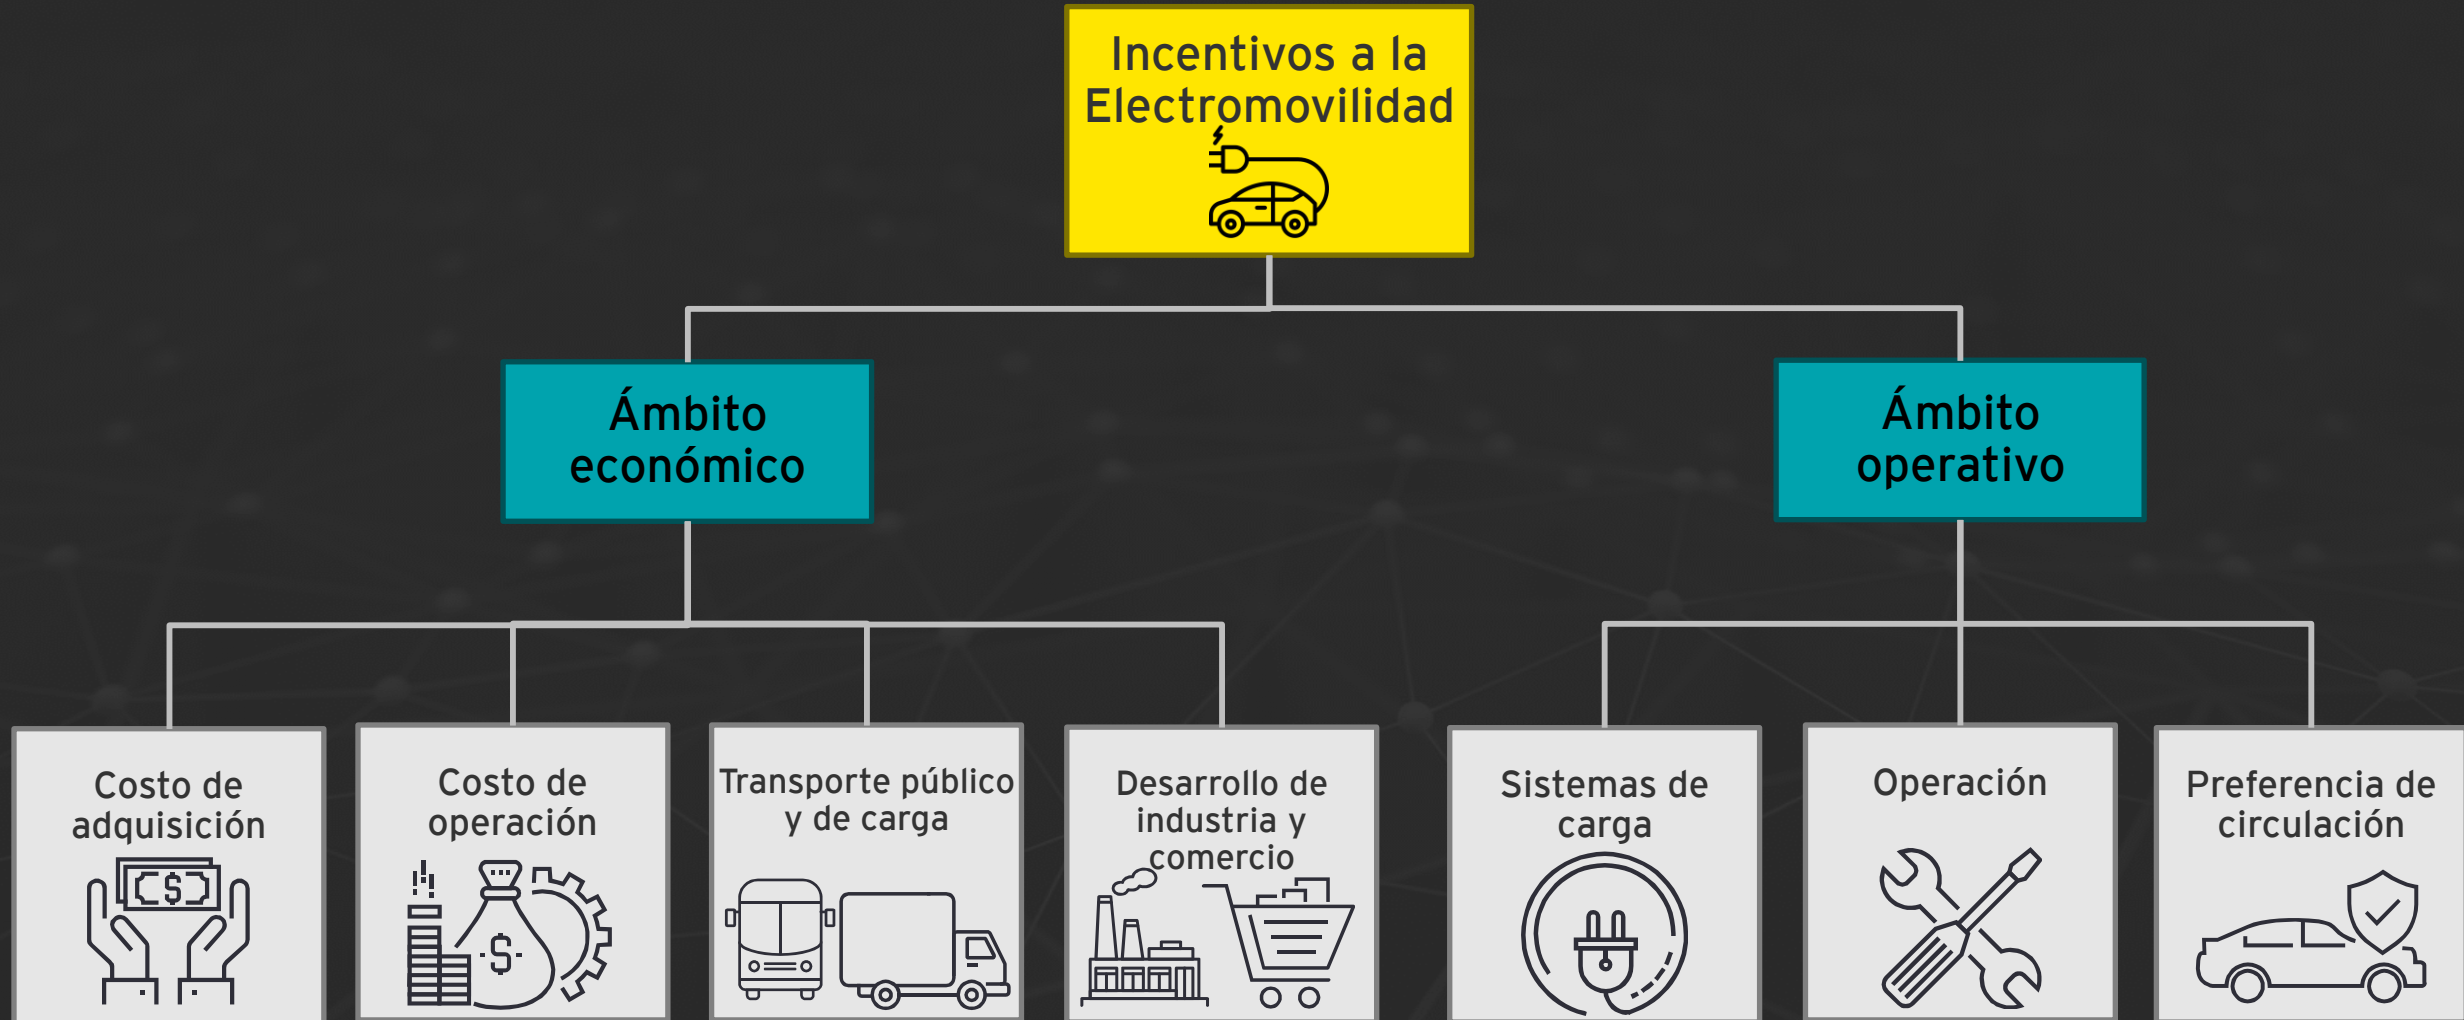 Incentivos a la
Electromovilidad
Ámbito
económico
Ámbito
operativo
Costo de
adquisición
$
Costo de
operación
$
Transporte público
y de carga
Desarrollo de
industria y
comercio
Sistemas de
carga
Operación
Preferencia de
circulación